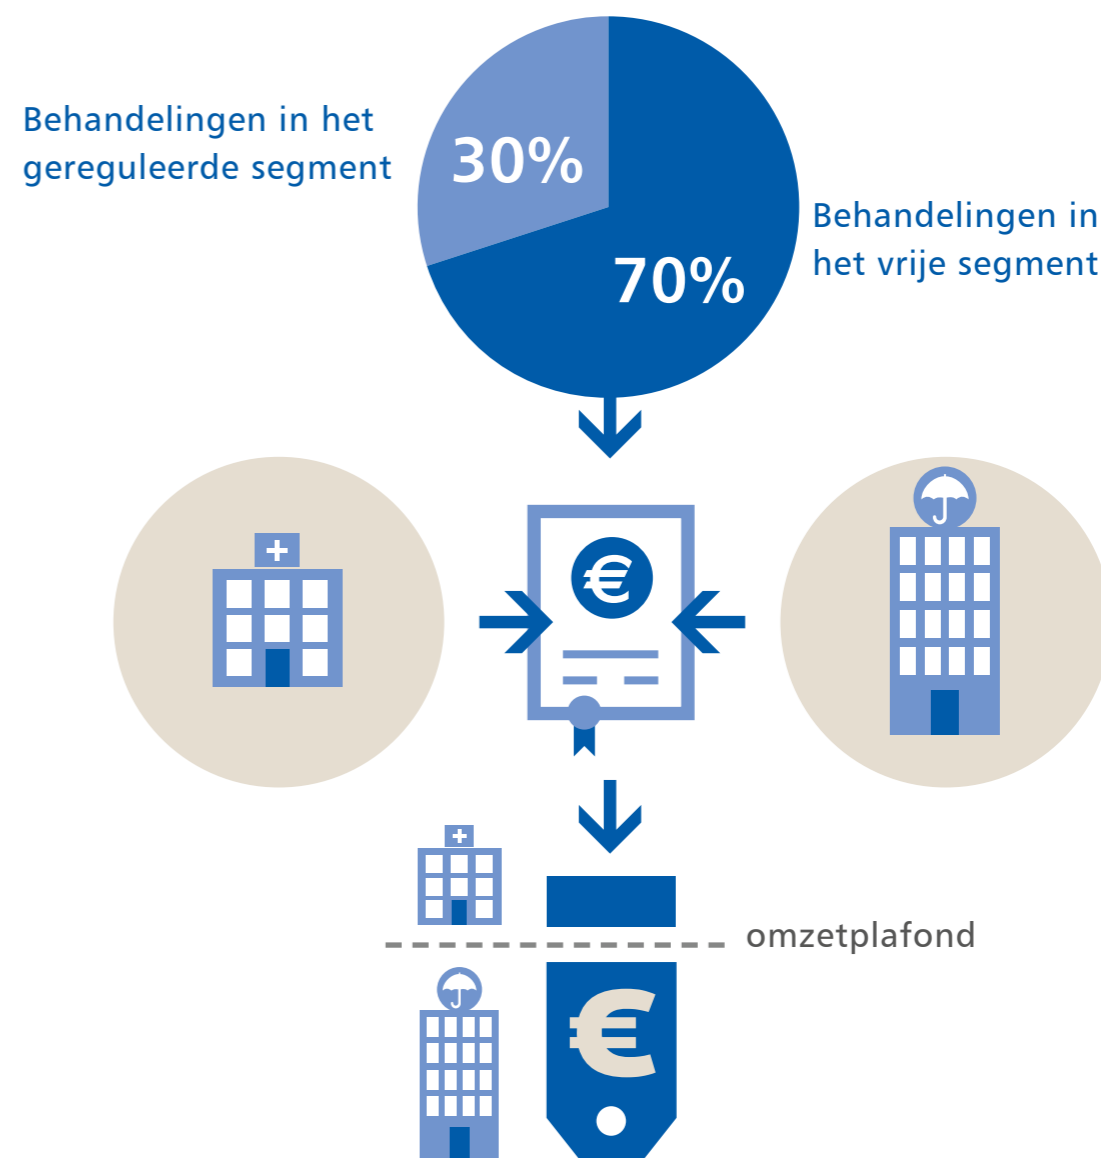 Behandelingen in het
gereguleerde segment
30%
Behandelingen in
het vrije segment
70%
€
omzetplafond
€